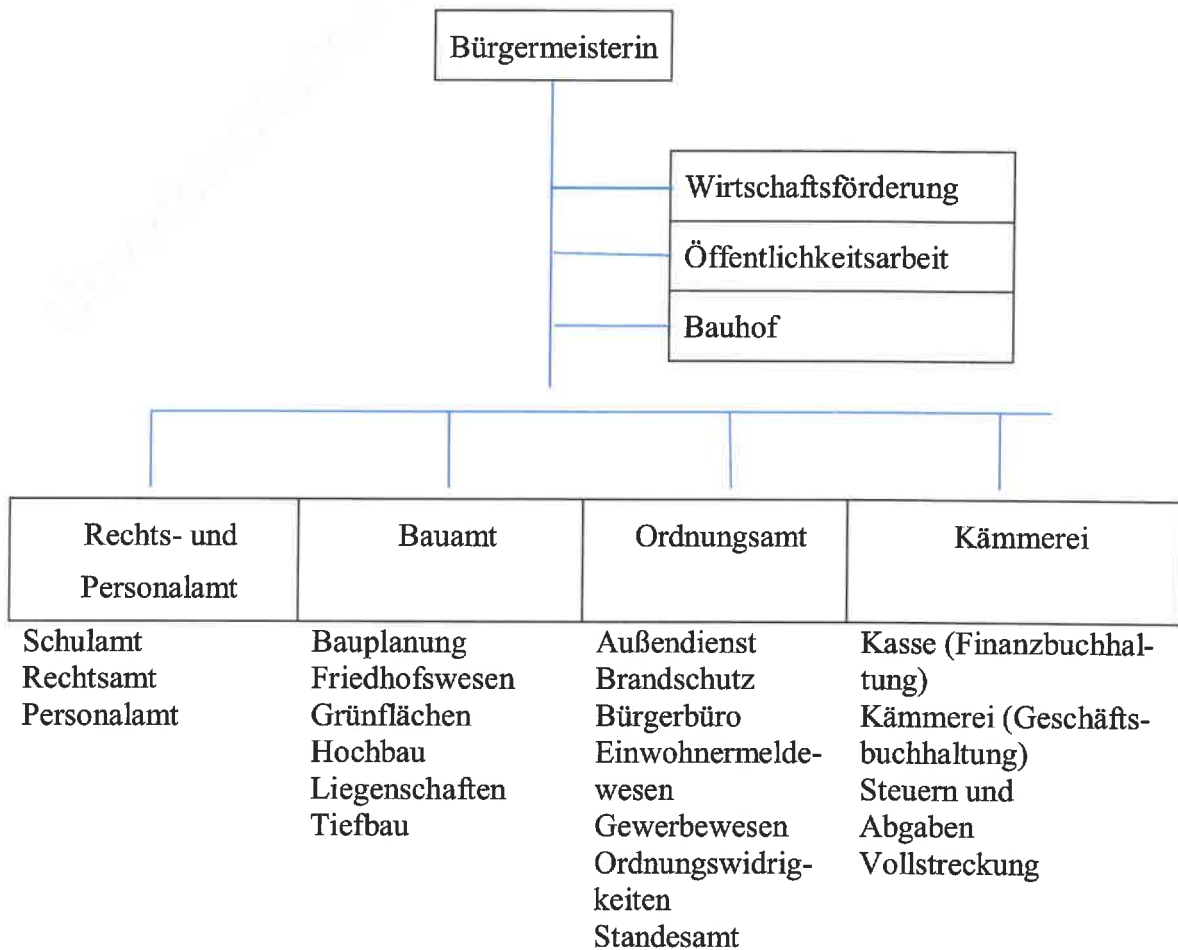 Bürgermeisterin
Wirtschaftsförderung
Öffentlichkeitsarbeit
Bauhof
Rechts- und
Personalamt
Bauamt
Ordnungsamt
Kämmerei
Schulamt
Rechtsamt
Personalamt
Bauplanung
Friedhofswesen
Grünflächen
Hochbau
Liegenschaften
Tiefbau
Außendienst
Brandschutz
Bürgerbüro
Einwohnermelde-
wesen
Gewerbewesen
Ordnungswidrig-
keiten
Standesamt
Kasse (Finanzbuchhal-
tung)
Kämmerei (Geschäfts-
buchhaltung)
Steuern und
Abgaben
Vollstreckung